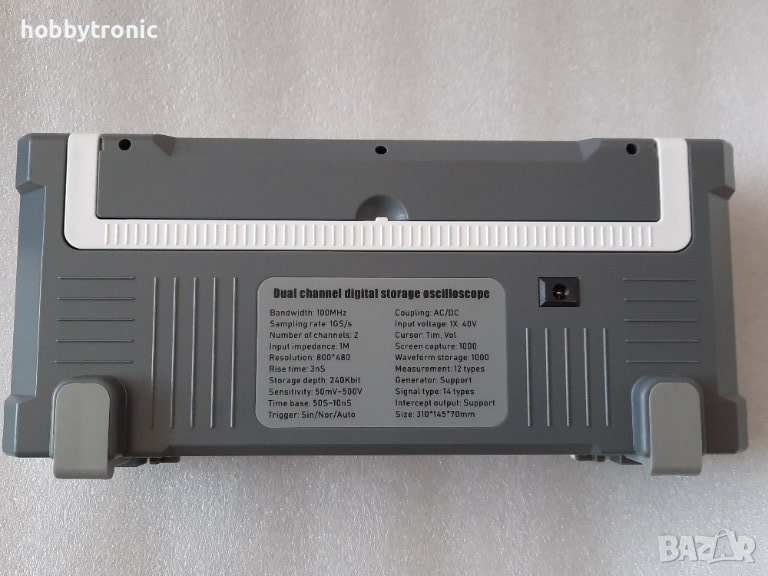 hobbytronic
Dual channel digital storage oscilloscope
Bandwidth: 100MHz
Sampling rate: 1GS/s
Number of channels: 2
Input impedance: 1M
Resolution: 800*480
Rise time: 3nS
Storage depth: 240Kbit
Sensitivity: 50mV~500V
Time base: 50S~10nS
Trigger: Sin/Nor/Auto
Coupling: AC/DC
Input voltage: 1X: 40V
Cursor: Tim. Vol
Screen capture: 1000
Waveform storage: 1000
Measurement: 12 types
Generator: Support
Signal type: 14 types
Intercept output: Support
Size: 310*145*70mm
BAZAR